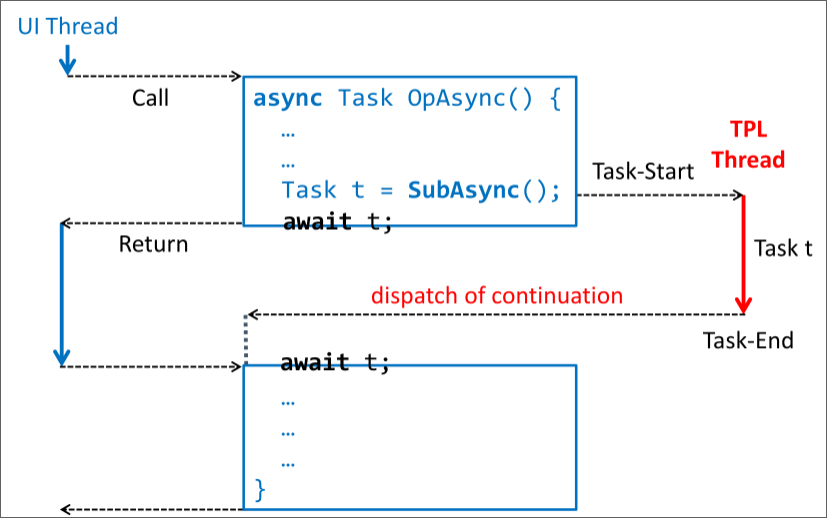 UI Thread
Call
async Task OpAsync() {
…
…
Task t = SubAsync();
await t;
Task-Start
TPL
Thread
Return
Task t
dispatch of continuation
Task-End
await t;
…
…
…
}